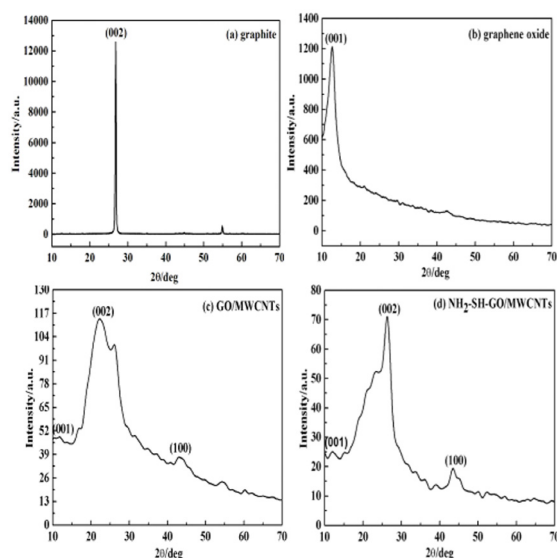 14000
(002)
(a) graphite
12000
10000
8000
6000
4000
2000
0
10 20 30 40 50 60 70
2θ/deg
Intensity/a.u.
1400
(001)
(b) graphene oxide
1200
1000
800
600
400
200
0
10 20 30 40 50 60 70
2θ/deg
Intensity/a.u.
130
(c) GO/MWCNTs
117
(002)
104
91
78
65
52
(001)
39
(100)
26
13
0
10 20 30 40 50 60 70
2θ/deg
Intensity/a.u.
80
(d) NH2-SH-GO/MWCNTs
(002)
70
60
50
40
30
(001)
20
(100)
10
0
10 20 30 40 50 60 70
2θ/deg
Intensity/a.u.